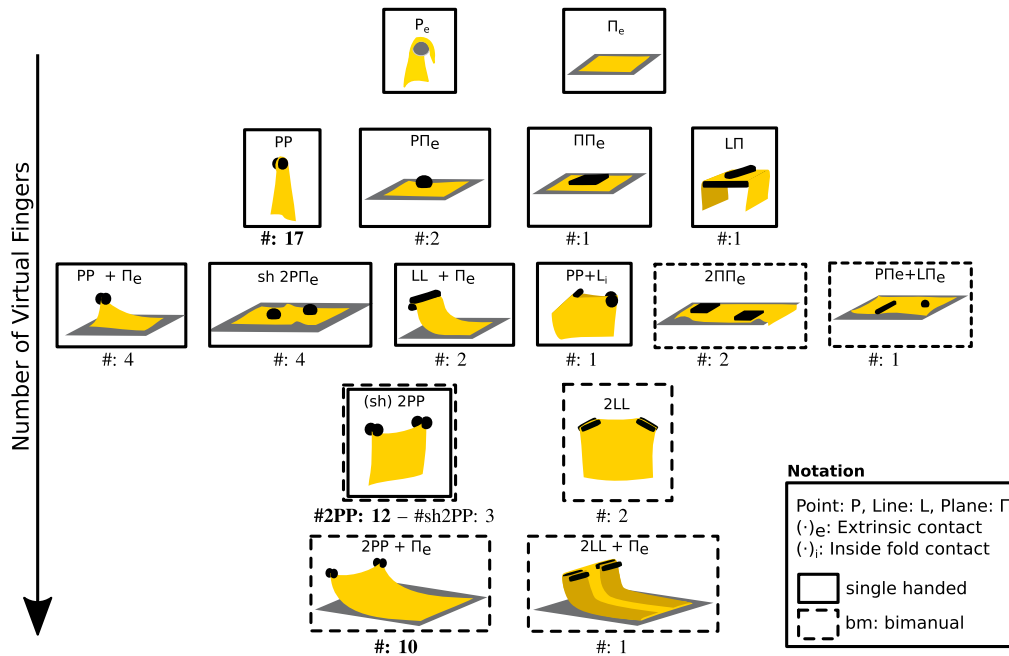 Number of Virtual Fingers
Pe
Πe
PP
PΠe
ΠΠe
LΠ
#: 17
#:2
#:1
#:1
PP + Πe
sh 2PΠe
LL + Πe
PP+Li
2ΠΠe
PΠe+LΠe
#: 4
#: 4
#: 2
#: 1
#: 2
#: 1
(sh) 2PP
2LL
#2PP: 12 – #sh2PP: 3
#: 2
2PP + Πe
2LL + Πe
#: 10
#: 1
Notation
Point: P, Line: L, Plane: Π
(·)e: Extrinsic contact
(·)i: Inside fold contact
single handed
bm: bimanual